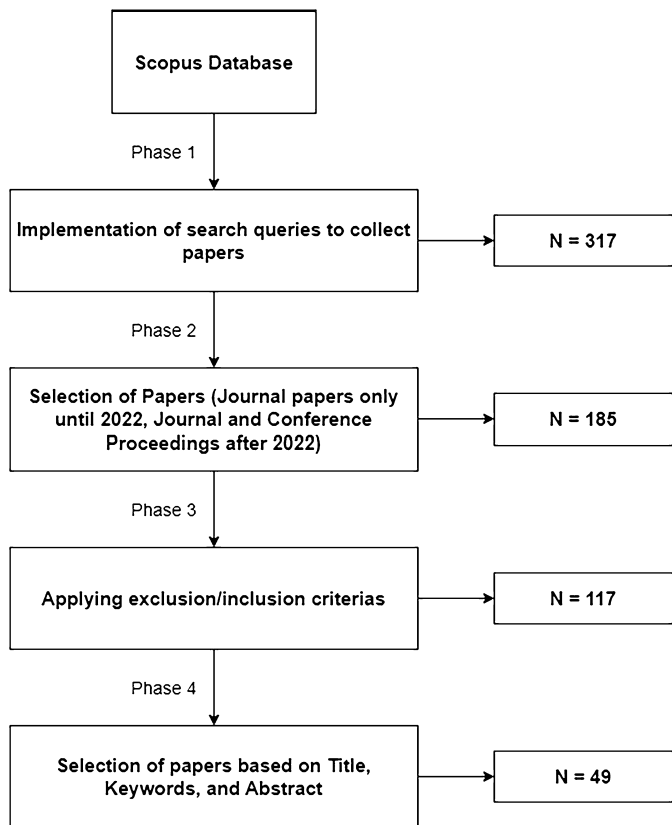 Scopus Database
Phase 1
Implementation of search queries to collect
papers
N = 317
Phase 2
Selection of Papers (Journal papers only
until 2022, Journal and Conference
Proceedings after 2022)
N = 185
Phase 3
Applying exclusion/inclusion criterias
N = 117
Phase 4
Selection of papers based on Title,
Keywords, and Abstract
N = 49